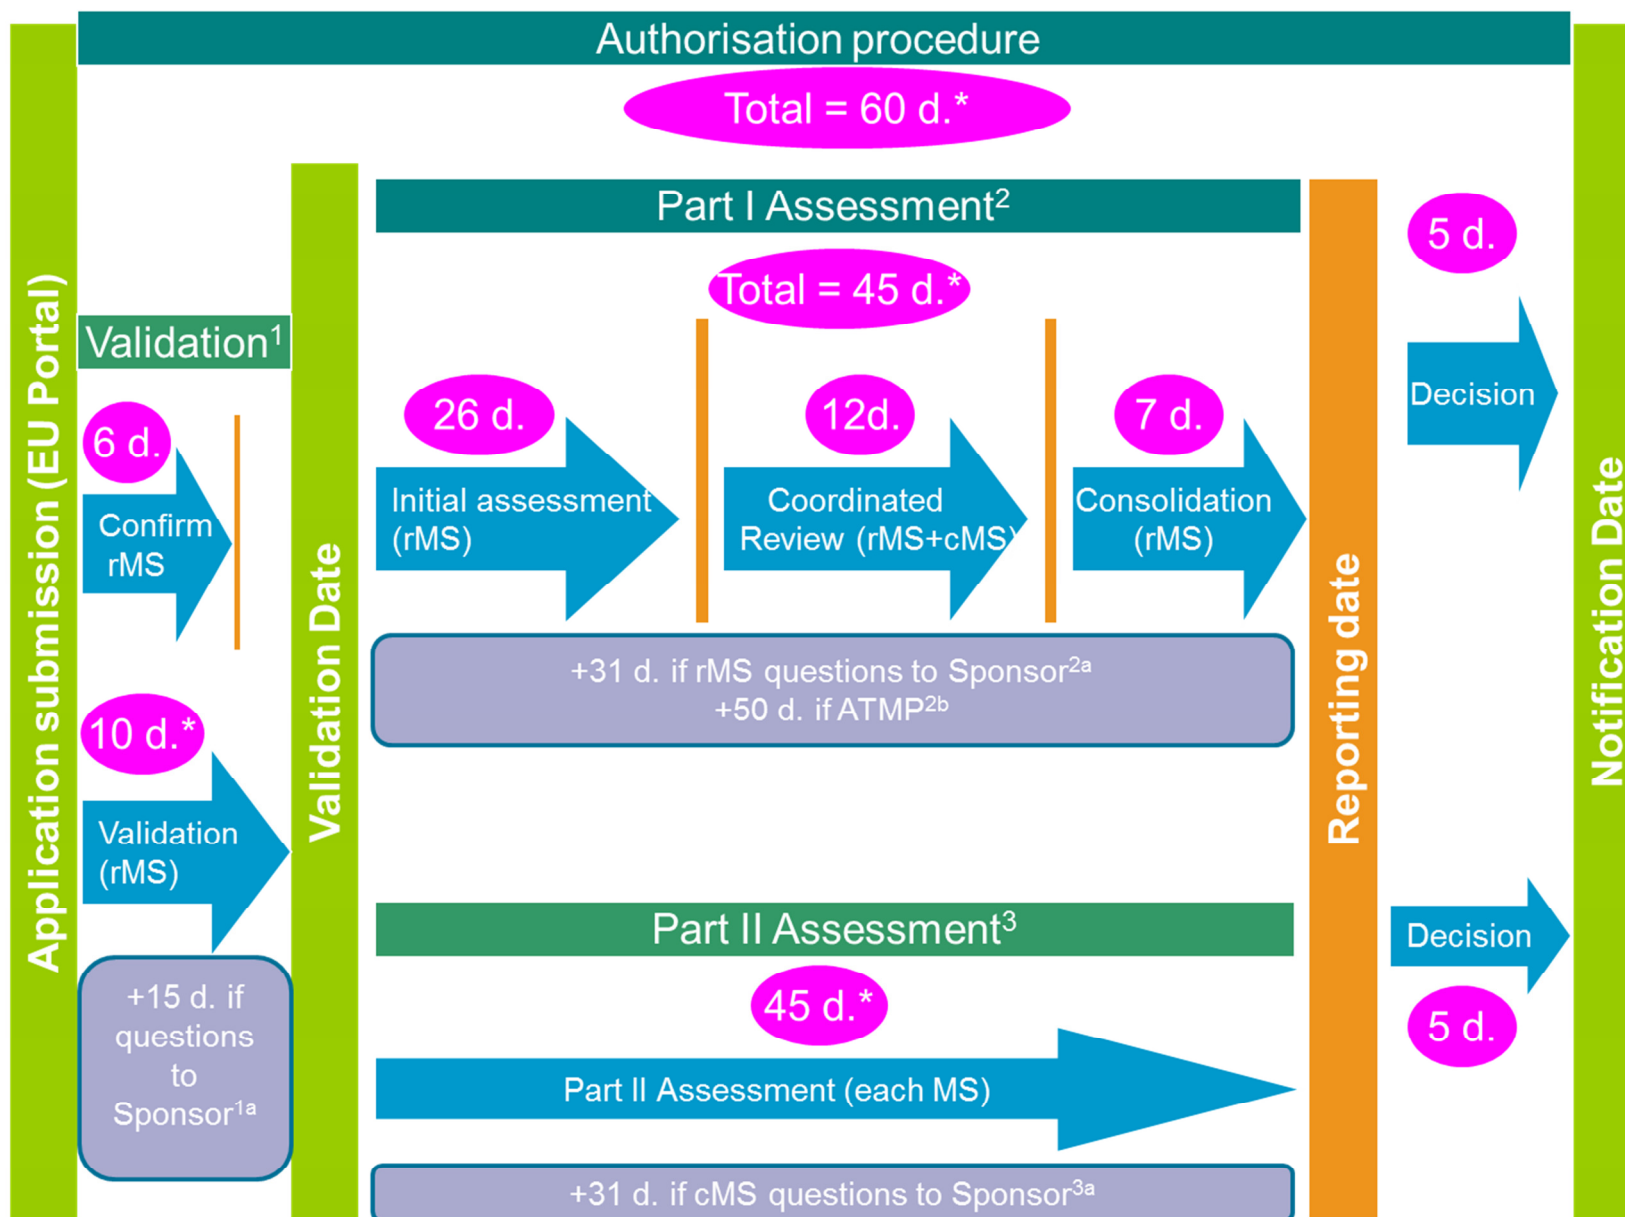 Authorisation procedure
Total = 60 d.*
Application submission (EU Portal)
Validation¹
6 d.
Confirm
rMS
10 d.*
Validation
(rMS)
+15 d. if
questions
to
Sponsor¹ᵃ
Validation Date
Part I Assessment²
Total = 45 d.*
26 d.
Initial assessment
(rMS)
12d.
Coordinated
Review (rMS+cMS)
7 d.
Consolidation
(rMS)
+31 d. if rMS questions to Sponsor²ᵃ
+50 d. if ATMP²ᵇ
Part II Assessment³
45 d.*
Part II Assessment (each MS)
+31 d. if cMS questions to Sponsor³ᵃ
Reporting date
5 d.
Decision
Decision
5 d.
Notification Date